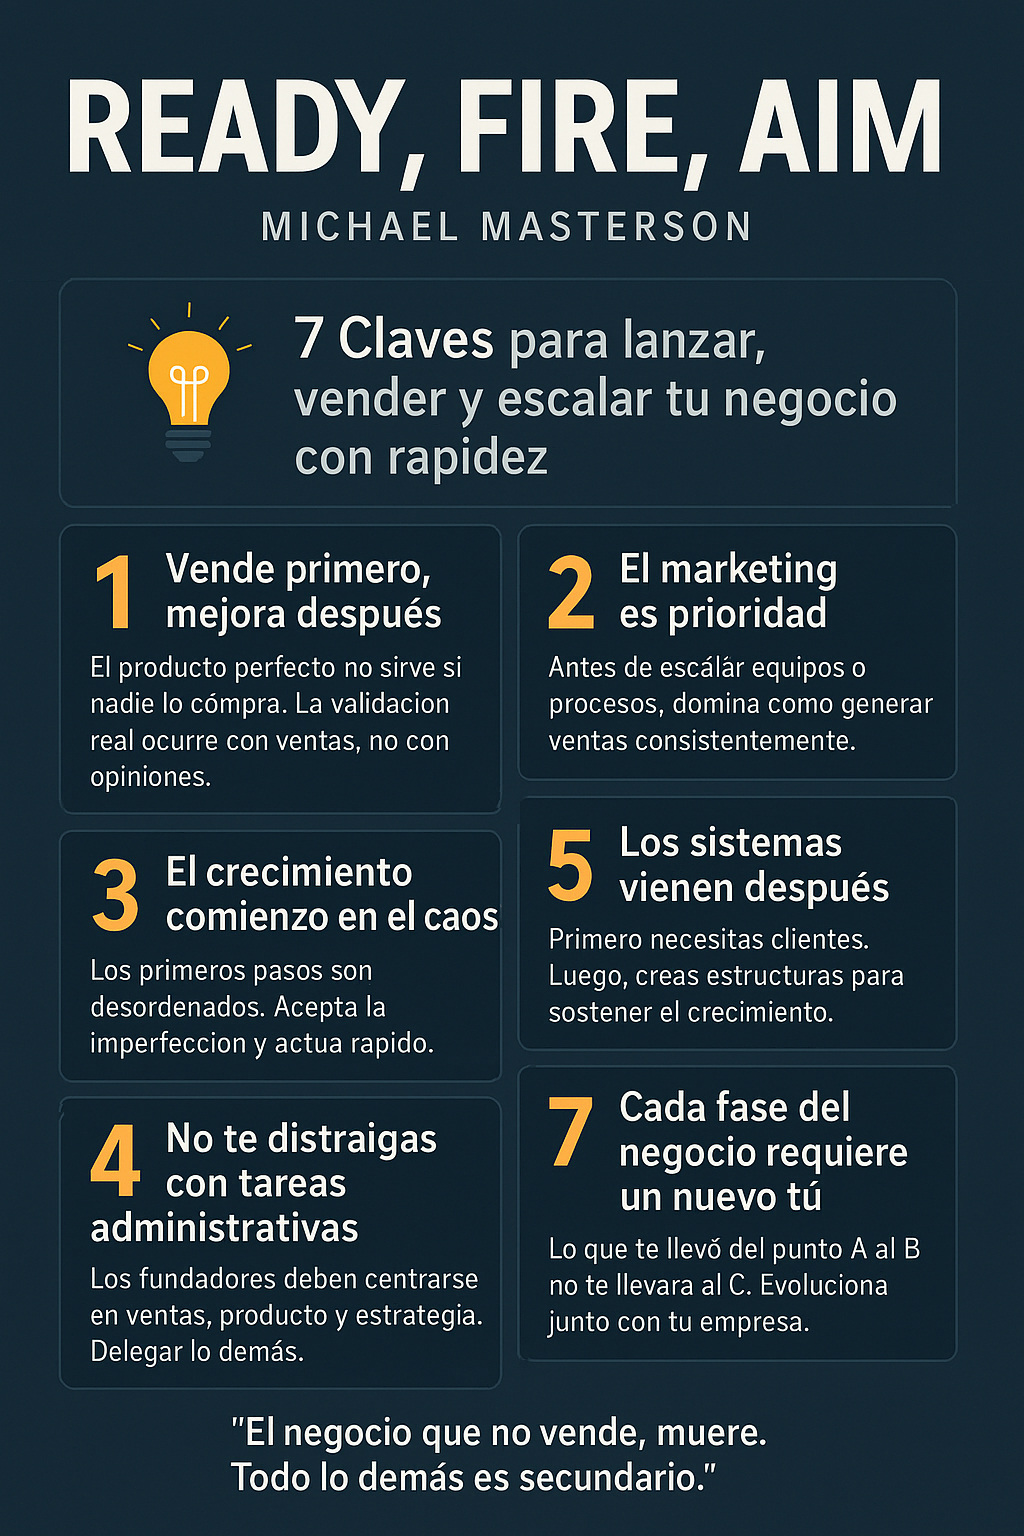 READY, FIRE, AIM
MICHAEL MASTERSON
7 Claves para lanzar,
vender y escalar tu negocio
con rapidez
1 Vende primero,
mejora después
El producto perfecto no sirve si
nadie lo cómpra. La validacion
real ocurre con ventas, no con
opiniones.
2 El marketing
es prioridad
Antes de escálår equipos o
procesos, domina como generar
ventas consistentemente.
3 El crecimiento
comienzo en el caos
Los primeros pasos son
desordenados. Acepta la
imperfeccion y actua rapido.
5 Los sistemas
vienen después
Primero necesitas clientes.
Luego, creas estructuras para
sostener el crecimiento.
4 No te distraigas
con tareas
administrativas
Los fundadores deben centrarse
en ventas, producto y estrategia.
Delegar lo demás.
7 Cada fase del
negocio requiere
un nuevo tú
Lo que te llevó del punto A al B
no te llevara al C. Evoluciona
junto con tu empresa.
"El negocio que no vende, muere.
Todo lo demás es secundario."